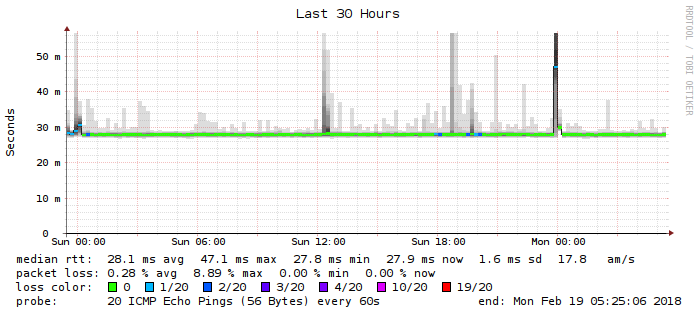 Last 30 Hours
RRDTOOL / TOBI OETIKER
Seconds
50 m
40 m
30 m
20 m
10 m
0
Sun 00:00 Sun 06:00 Sun 12:00 Sun 18:00 Mon 00:00
median rtt: 28.1 ms avg 47.1 ms max 27.8 ms min 27.9 ms now 1.6 ms sd 17.8 am/s
packet loss: 0.28 % avg 8.89 % max 0.00 % min 0.00 % now
loss color: 0 1/20 2/20 3/20 4/20 10/20 19/20
probe: 20 ICMP Echo Pings (56 Bytes) every 60s end: Mon Feb 19 05:25:06 2018